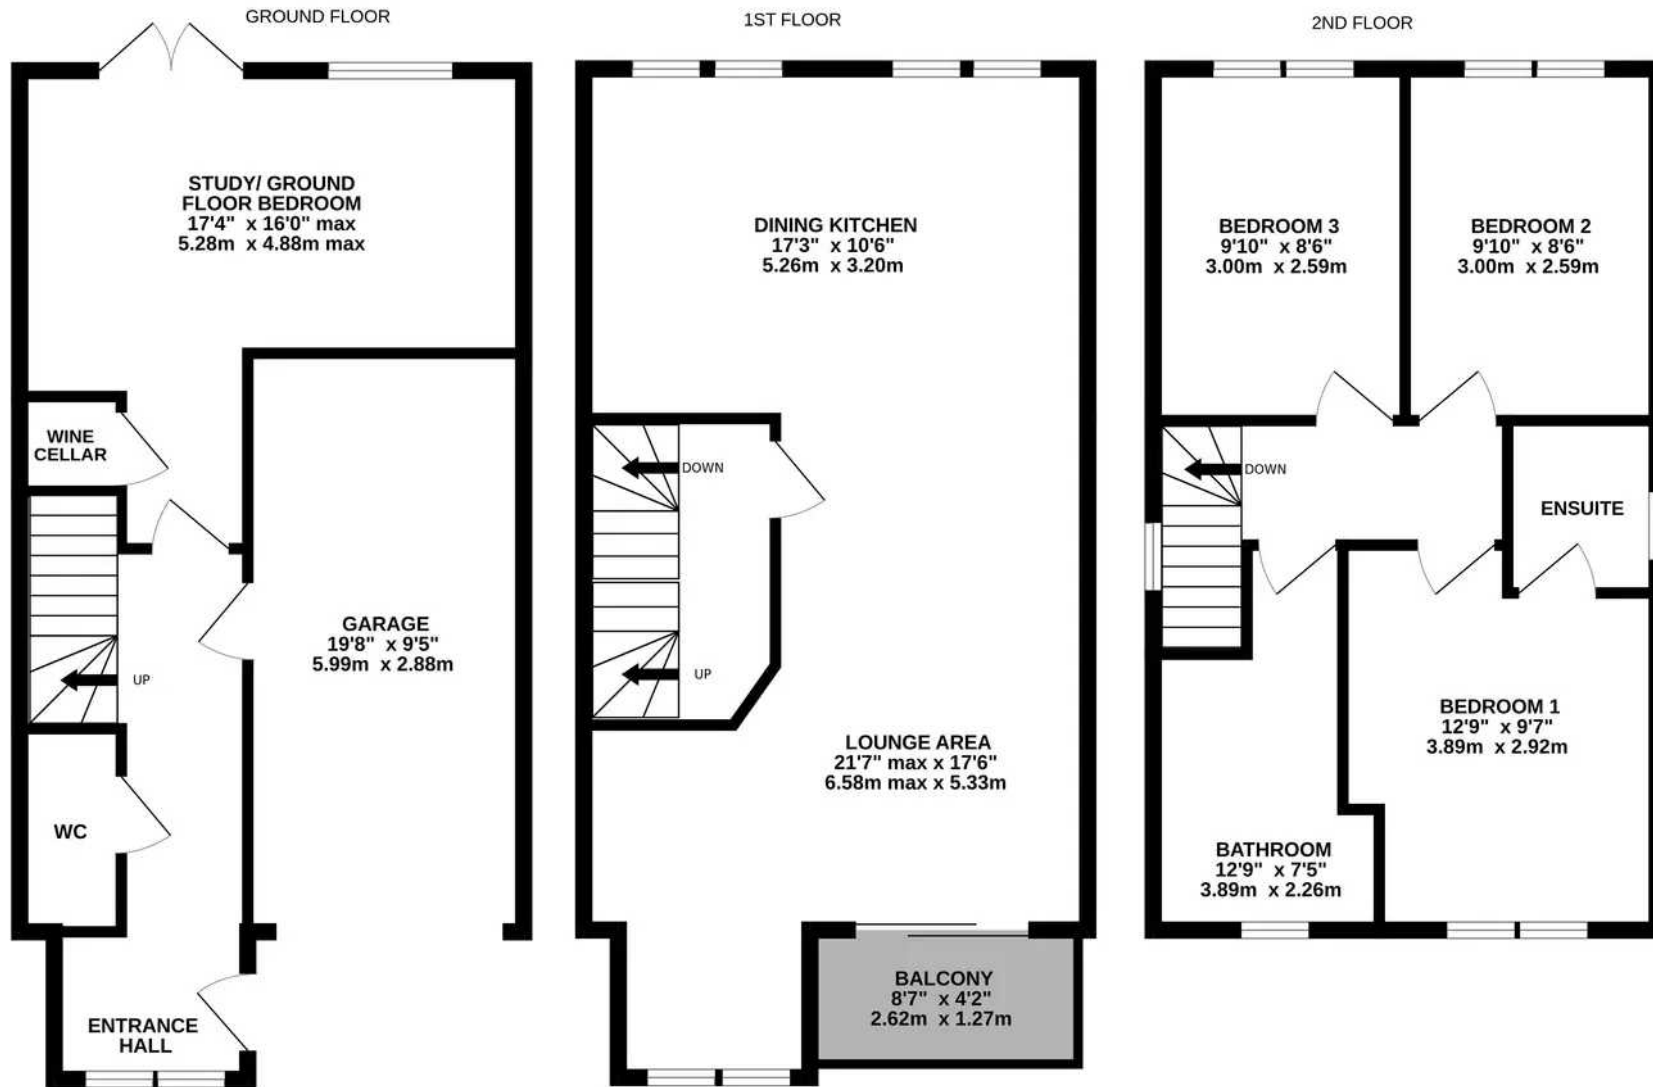 GROUND FLOOR
STUDY/ GROUND
FLOOR BEDROOM
17'4" x 16'0" max
5.28m x 4.88m max
WINE
CELLAR
UP
GARAGE
19'8" x 9'5"
5.99m x 2.88m
WC
ENTRANCE
HALL
1ST FLOOR
DINING KITCHEN
17'3" x 10'6"
5.26m x 3.20m
DOWN
UP
LOUNGE AREA
21'7" max x 17'6"
6.58m max x 5.33m
BALCONY
8'7" x 4'2"
2.62m x 1.27m
2ND FLOOR
BEDROOM 3
9'10" x 8'6"
3.00m x 2.59m
BEDROOM 2
9'10" x 8'6"
3.00m x 2.59m
DOWN
ENSUITE
BEDROOM 1
12'9" x 9'7"
3.89m x 2.92m
BATHROOM
12'9" x 7'5"
3.89m x 2.26m